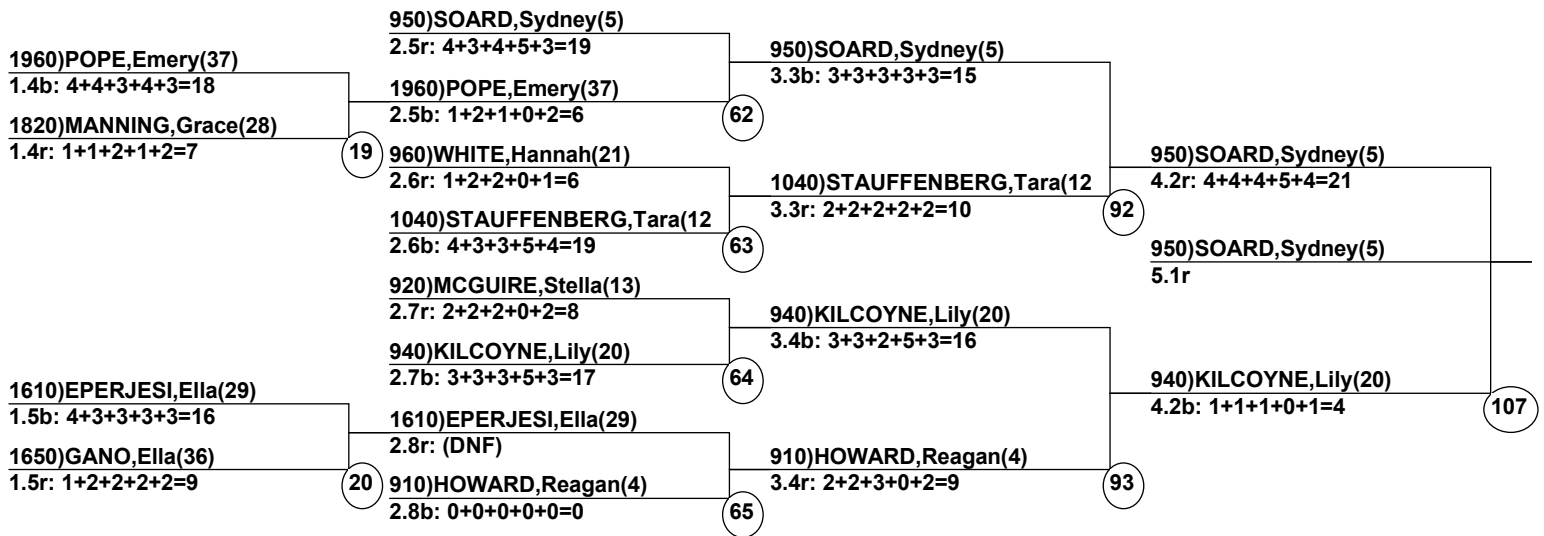 1960)POPE,Emery(37)
1.4b: 4+4+3+4+3=18
1820)MANNING,Grace(28)
1.4r: 1+1+2+1+2=7
19
1610)EPERJESI,Ella(29)
1.5b: 4+3+3+3+3=16
1650)GANO,Ella(36)
1.5r: 1+2+2+2+2=9
20
950)SOARD,Sydney(5)
2.5r: 4+3+4+5+3=19
1960)POPE,Emery(37)
2.5b: 1+2+1+0+2=6
62
960)WHITE,Hannah(21)
2.6r: 1+2+2+0+1=6
1040)STAUFFENBERG,Tara(12
2.6b: 4+3+3+5+4=19
63
920)MCGUIRE,Stella(13)
2.7r: 2+2+2+0+2=8
940)KILCOYNE,Lily(20)
2.7b: 3+3+3+5+3=17
64
1610)EPERJESI,Ella(29)
2.8r: (DNF)
910)HOWARD,Reagan(4)
2.8b: 0+0+0+0+0=0
65
950)SOARD,Sydney(5)
3.3b: 3+3+3+3+3=15
1040)STAUFFENBERG,Tara(12
3.3r: 2+2+2+2+2=10
92
940)KILCOYNE,Lily(20)
3.4b: 3+3+2+5+3=16
910)HOWARD,Reagan(4)
3.4r: 2+2+3+0+2=9
93
950)SOARD,Sydney(5)
4.2r: 4+4+4+5+4=21
950)SOARD,Sydney(5)
5.1r
940)KILCOYNE,Lily(20)
4.2b: 1+1+1+0+1=4
107